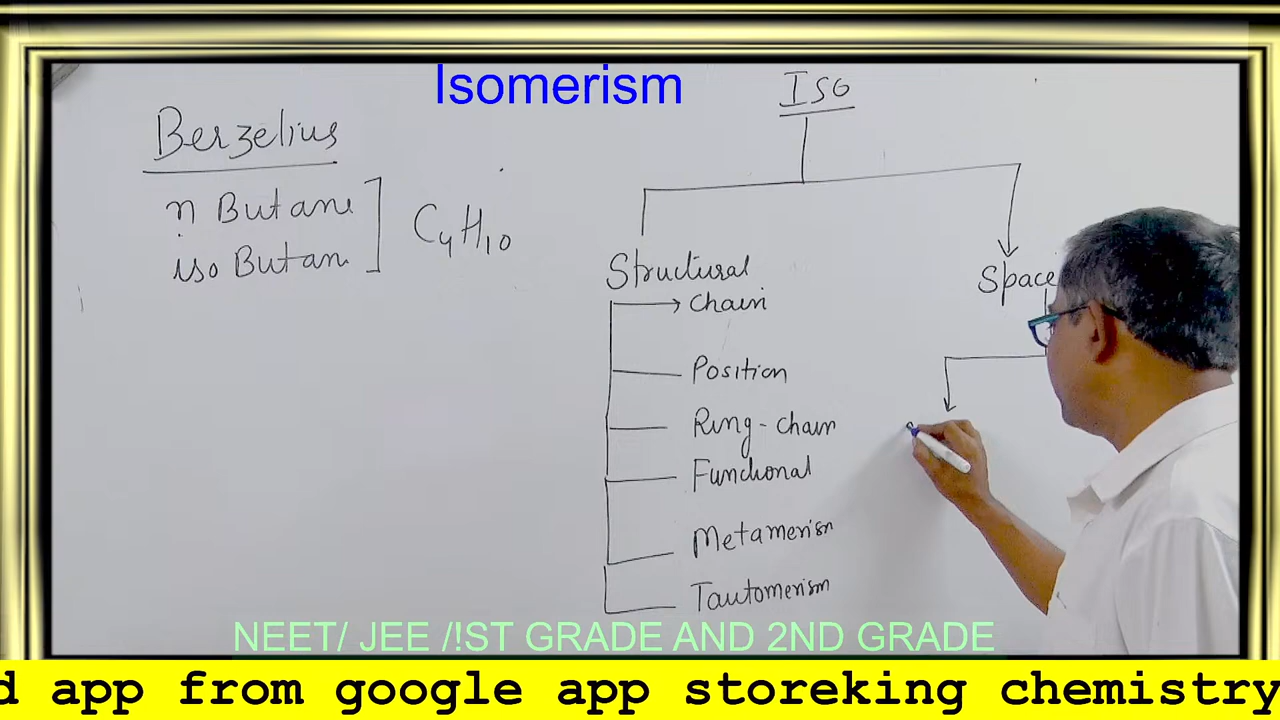 Isomerism
Iso
Berzelius
n Butane
iso Butan
C4H10
Structural
Chain
Position
Ring-chain
Functional
Metamerism
Tautomerism
Space
NEET/ JEE /!ST GRADE AND 2ND GRADE
d app from google app storeking chemistry